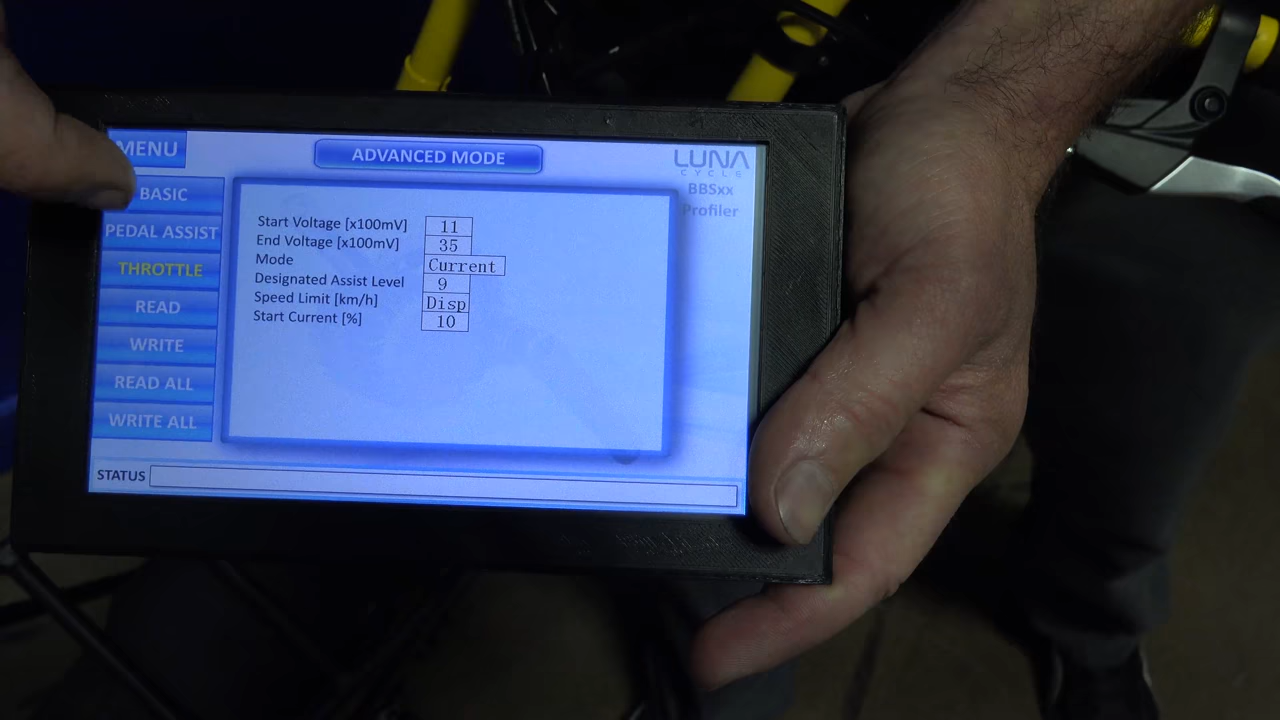 MENU
ADVANCED MODE
LUNA
CYCLE
BBSxx
Profiler
BASIC
PEDAL ASSIST
THROTTLE
READ
WRITE
READ ALL
WRITE ALL
Start Voltage [x100mV] 11
End Voltage [x100mV] 35
Mode Current
Designated Assist Level 9
Speed Limit [km/h] Disp
Start Current [%] 10
STATUS